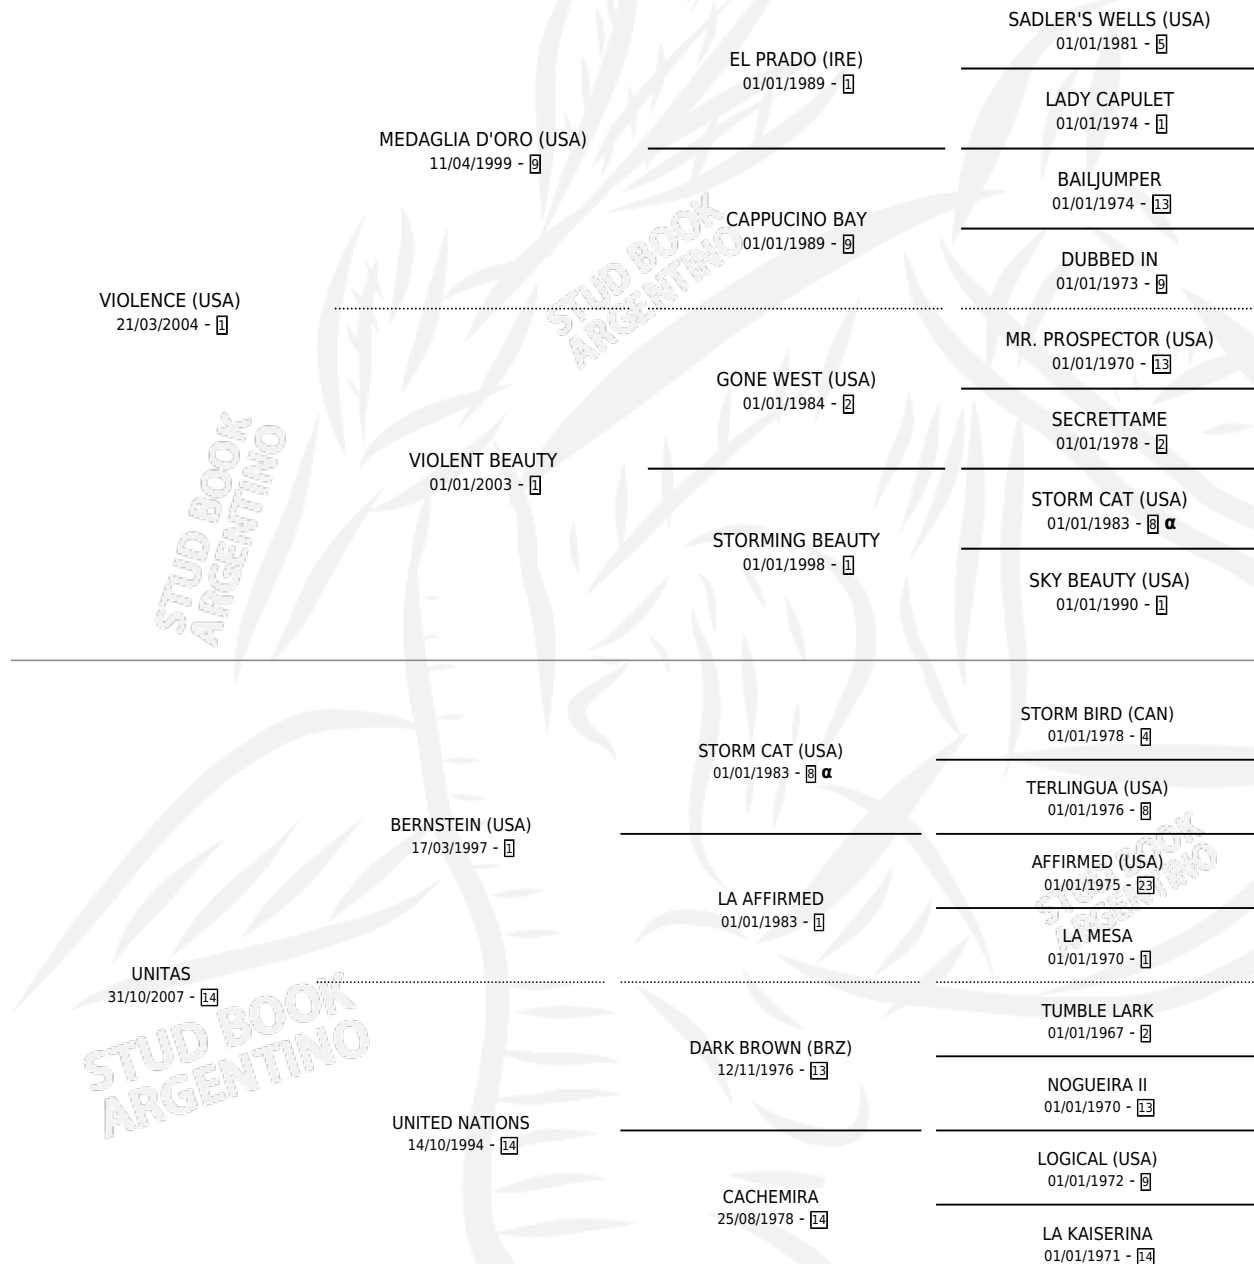 SADLER'S WELLS (USA)
01/01/1981 - 5
EL PRADO (IRE)
01/01/1989 - 1
LADY CAPULET
01/01/1974 - 1
MEDAGLIA D'ORO (USA)
11/04/1999 - 9
BAILJUMPER
01/01/1974 - 13
CAPPUCINO BAY
01/01/1989 - 9
DUBBED IN
01/01/1973 - 9
VIOLENCE (USA)
21/03/2004 - 1
MR. PROSPECTOR (USA)
01/01/1970 - 13
GONE WEST (USA)
01/01/1984 - 2
SECRETTAME
01/01/1978 - 2
VIOLENT BEAUTY
01/01/2003 - 1
STORM CAT (USA)
01/01/1983 - 8 α
STORMING BEAUTY
01/01/1998 - 1
SKY BEAUTY (USA)
01/01/1990 - 1
STORM BIRD (CAN)
01/01/1978 - 4
STORM CAT (USA)
01/01/1983 - 8 α
TERLINGUA (USA)
01/01/1976 - 8
BERNSTEIN (USA)
17/03/1997 - 1
AFFIRMED (USA)
01/01/1975 - 23
LA AFFIRMED
01/01/1983 - 1
LA MESA
01/01/1970 - 1
UNITAS
31/10/2007 - 14
TUMBLE LARK
01/01/1967 - 2
DARK BROWN (BRZ)
12/11/1976 - 13
NOGUEIRA II
01/01/1970 - 13
UNITED NATIONS
14/10/1994 - 14
LOGICAL (USA)
01/01/1972 - 9
CACHEMIRA
25/08/1978 - 14
LA KAISERINA
01/01/1971 - 14
STUD BOOK
ARGENTINO
STUD BOOK
ARGENTINO
STUD BOOK
ARGENTINO
STUD BOOK
ARGENTINO